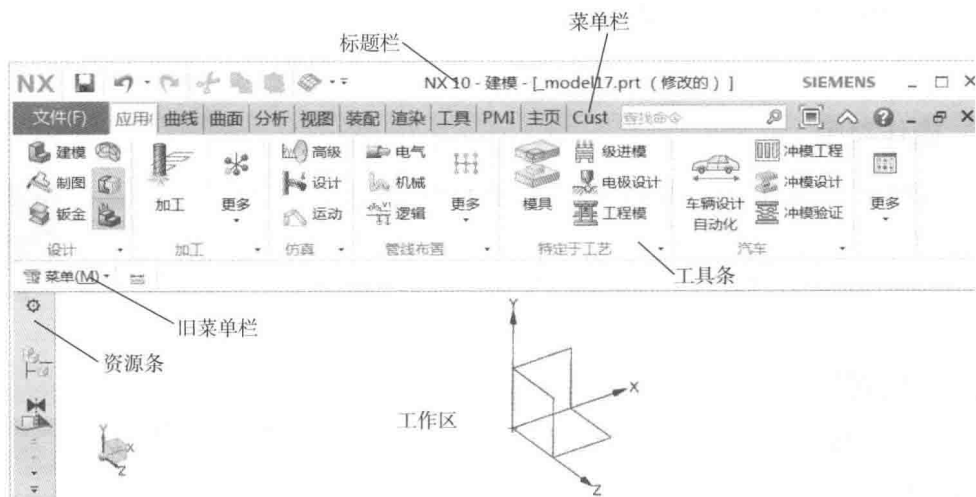 菜单栏
标题栏
NX NX 10 - 建模 - [_model17.prt （修改的）] SIEMENS
文件(F) 应用 曲线 曲面 分析 视图 装配 渲染 工具 PMI 主页 Cust 查找命令
建模 高级 电气 级进模 冲模工程
制图 设计 机械 电极设计 冲模设计
钣金 加工 更多 运动 逻辑 更多 模具 工程模 车辆设计自动化 冲模验证 更多
设计 加工 仿真 管线布置 特定于工艺 汽车
菜单(M) 工具条
旧菜单栏
资源条
工作区
Y
X
Z
Y
X
Z